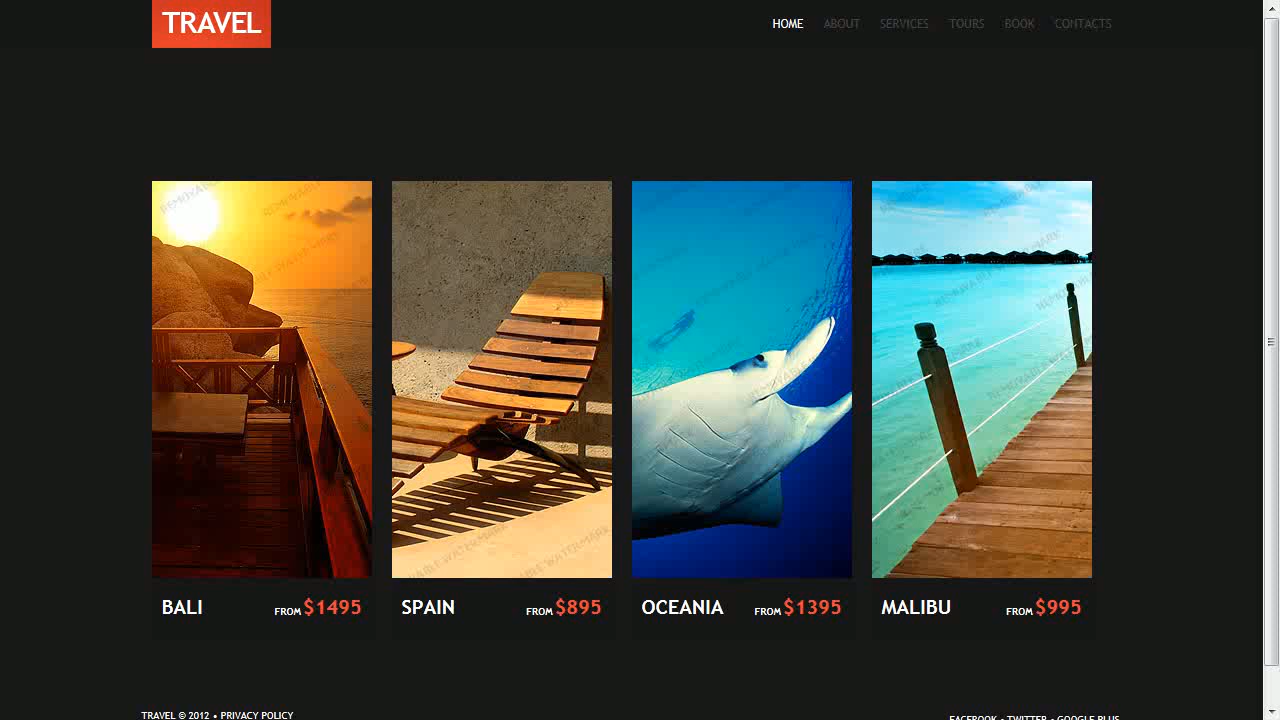 TRAVEL
HOME ABOUT SERVICES TOURS BOOK CONTACTS
BALI FROM $1495
SPAIN FROM $895
OCEANIA FROM $1395
MALIBU FROM $995
TRAVEL © 2012 • PRIVACY POLICY
FACEBOOK • TWITTER • GOOGLE PLUS